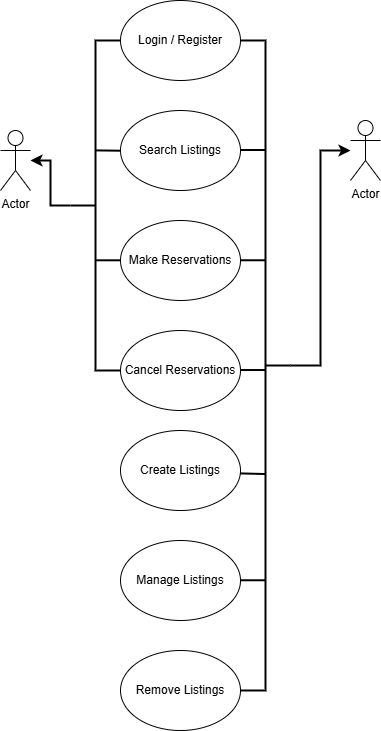 Login / Register
Search Listings
Actor
Actor
Make Reservations
Cancel Reservations
Create Listings
Manage Listings
Remove Listings